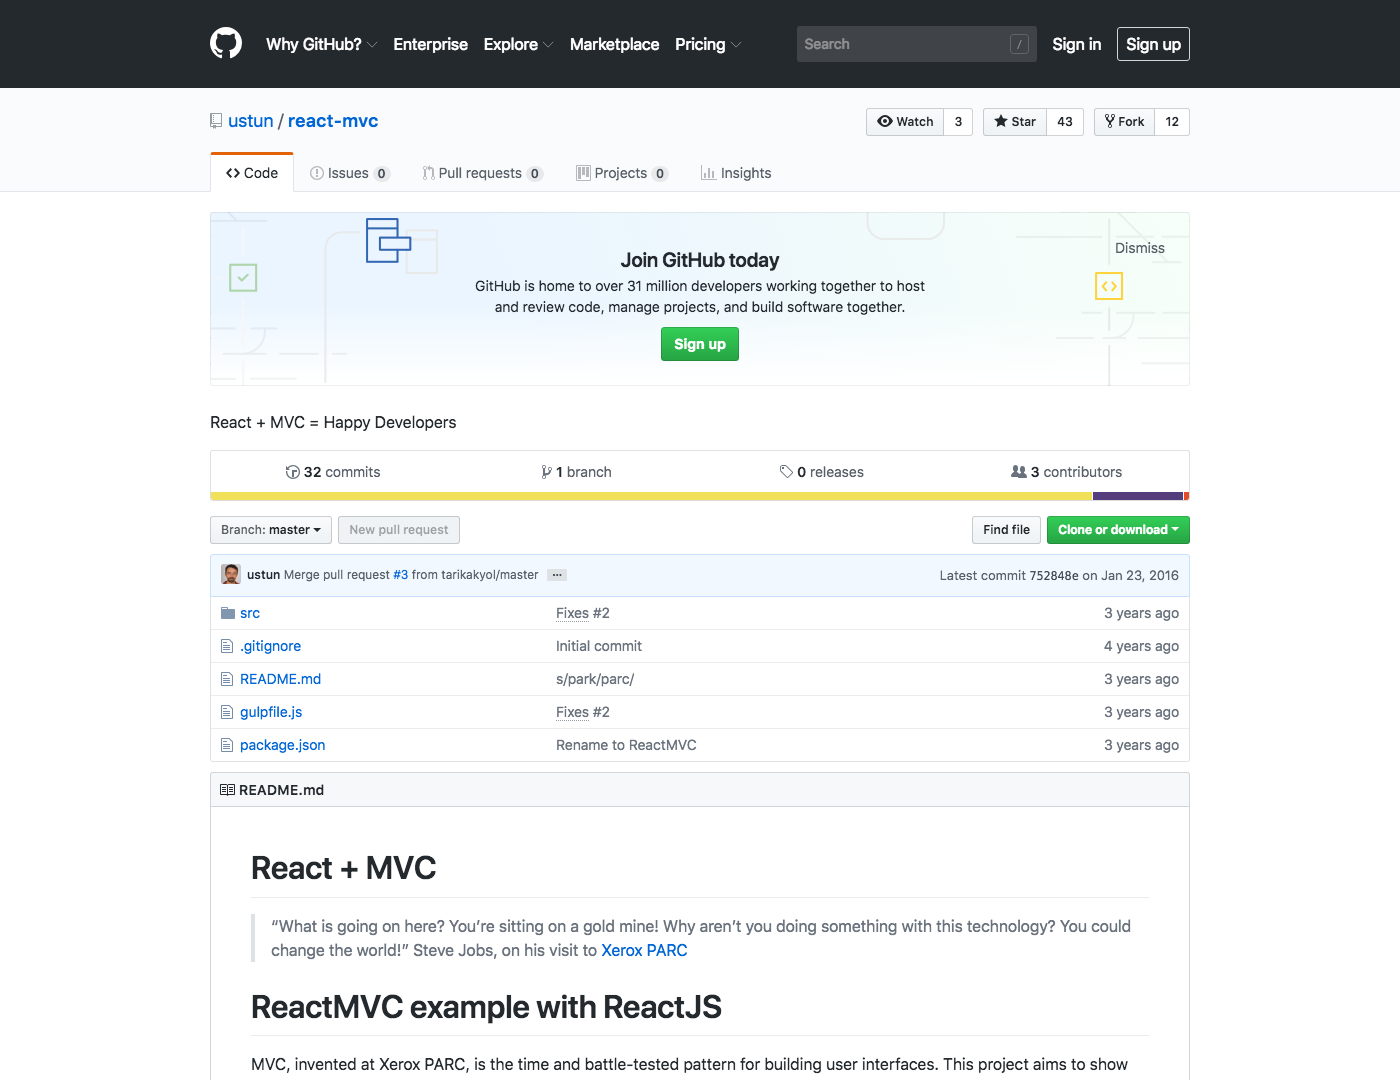 Why GitHub? Enterprise Explore Marketplace Pricing Search / Sign in Sign up
ustun / react-mvc Watch 3 Star 43 Fork 12
Code Issues 0 Pull requests 0 Projects 0 Insights
Dismiss
Join GitHub today
GitHub is home to over 31 million developers working together to host
and review code, manage projects, and build software together.
Sign up
React + MVC = Happy Developers
32 commits 1 branch 0 releases 3 contributors
Branch: master New pull request Find file Clone or download
ustun Merge pull request #3 from tarikakyol/master ... Latest commit 752848e on Jan 23, 2016
src Fixes #2 3 years ago
.gitignore Initial commit 4 years ago
README.md s/park/parc/ 3 years ago
gulpfile.js Fixes #2 3 years ago
package.json Rename to ReactMVC 3 years ago
README.md
React + MVC
“What is going on here? You’re sitting on a gold mine! Why aren’t you doing something with this technology? You could
change the world!” Steve Jobs, on his visit to Xerox PARC
ReactMVC example with ReactJS
MVC, invented at Xerox PARC, is the time and battle-tested pattern for building user interfaces. This project aims to show